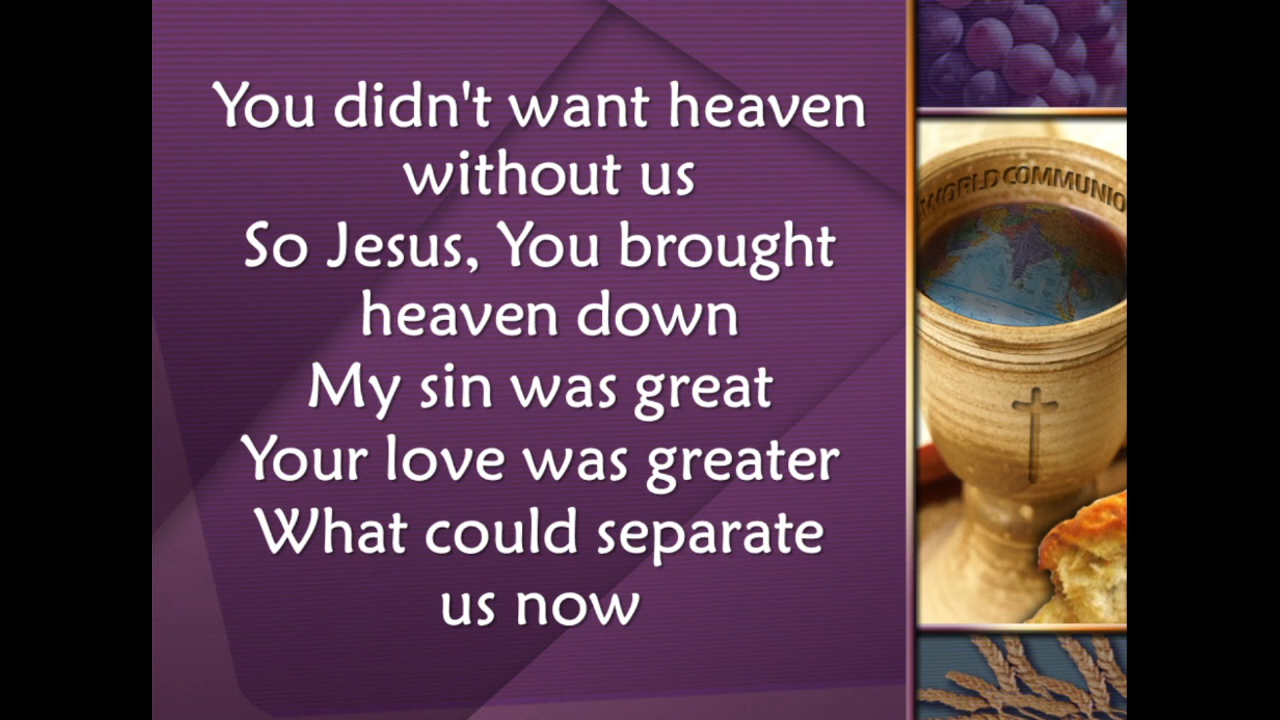 You didn't want heaven
without us
So Jesus, You brought
heaven down
My sin was great
Your love was greater
What could separate
us now
WORLD COMMUNIO